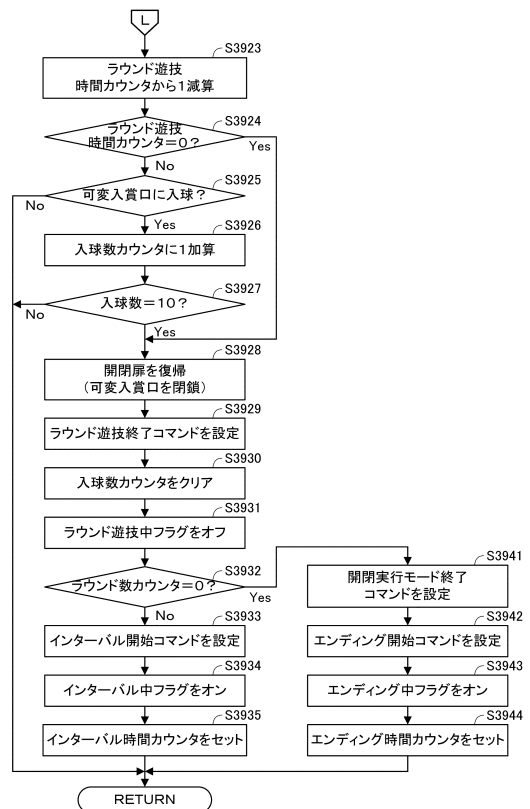 L
S3923
ラウンド遊技
時間カウンタから1減算
S3924
ラウンド遊技
時間カウンタ=0?
Yes
No
S3925
可変入賞口に入球?
No
Yes
S3926
入球数カウンタに1加算
S3927
入球数=10?
No
Yes
S3928
開閉扉を復帰
(可変入賞口を閉鎖)
S3929
ラウンド遊技終了コマンドを設定
S3930
入球数カウンタをクリア
S3931
ラウンド遊技中フラグをオフ
S3932
ラウンド数カウンタ=0?
Yes
No
S3933
インターバル開始コマンドを設定
S3934
インターバル中フラグをオン
S3935
インターバル時間カウンタをセット
S3941
開閉実行モード終了
コマンドを設定
S3942
エンディング開始コマンドを設定
S3943
エンディング中フラグをオン
S3944
エンディング時間カウンタをセット
RETURN